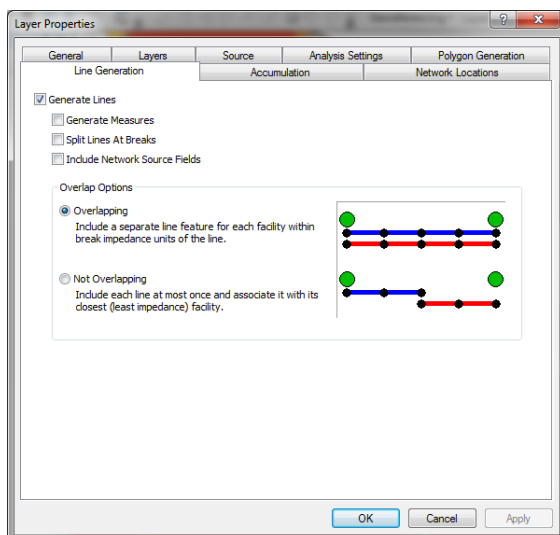 Layer Properties
General Layers Source Analysis Settings Polygon Generation
Line Generation Accumulation Network Locations
Generate Lines
Generate Measures
Split Lines At Breaks
Include Network Source Fields
Overlap Options
Overlapping
Include a separate line feature for each facility within
break impedance units of the line.
Not Overlapping
Include each line at most once and associate it with its
closest (least impedance) facility.
OK Cancel Apply